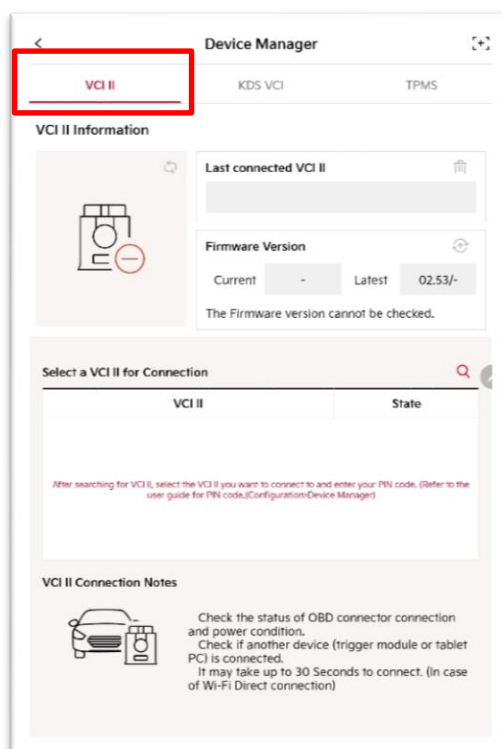 Device Manager
VCI II KDS VCI TPMS
VCI II Information
Last connected VCI II
Firmware Version
Current - Latest 02.53/-
The Firmware version cannot be checked.
Select a VCI II for Connection
VCI II State
After searching for VCI II, select the VCI II you want to connect to and enter your PIN code, (Refer to the
user guide for PIN code.(Configuration-Device Manager)
VCI II Connection Notes
Check the status of OBD connector connection
and power condition.
Check if another device (trigger module or tablet
PC) is connected.
It may take up to 30 Seconds to connect. (In case
of Wi-Fi Direct connection)